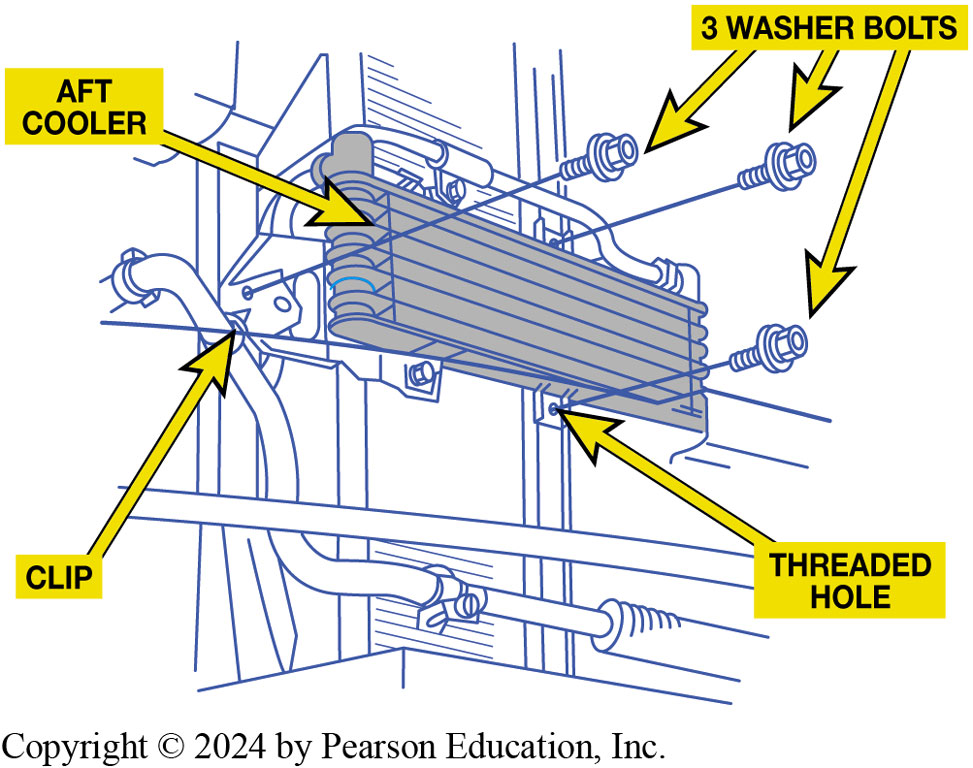 3 WASHER BOLTS
AFT
COOLER
CLIP
THREADED
HOLE
Copyright © 2024 by Pearson Education, Inc.